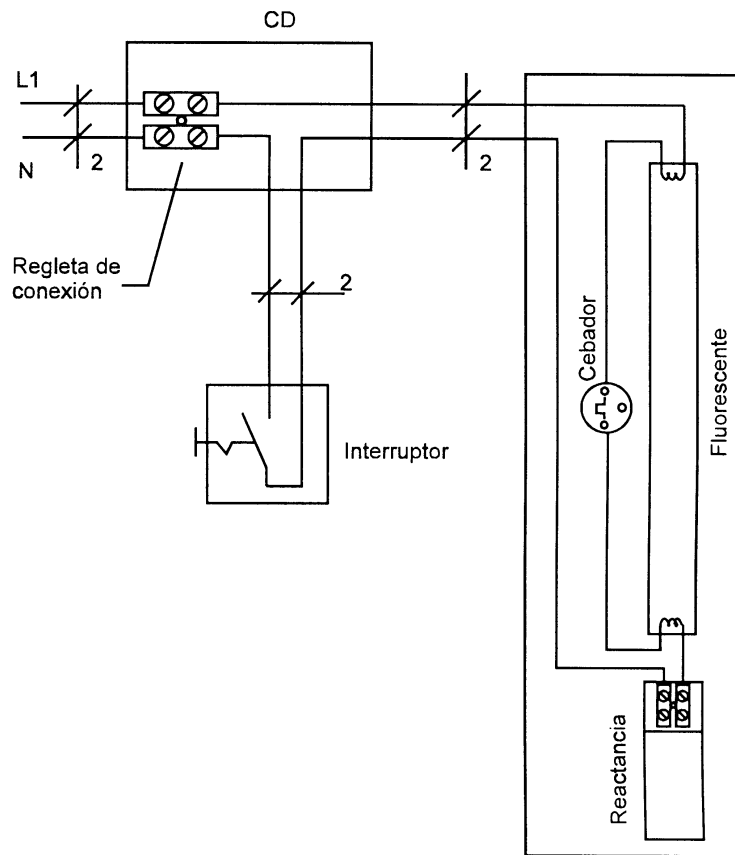 CD
L1
N
2
2
Regleta de
conexión
2
Interruptor
Cebador
Fluorescente
Reactancia